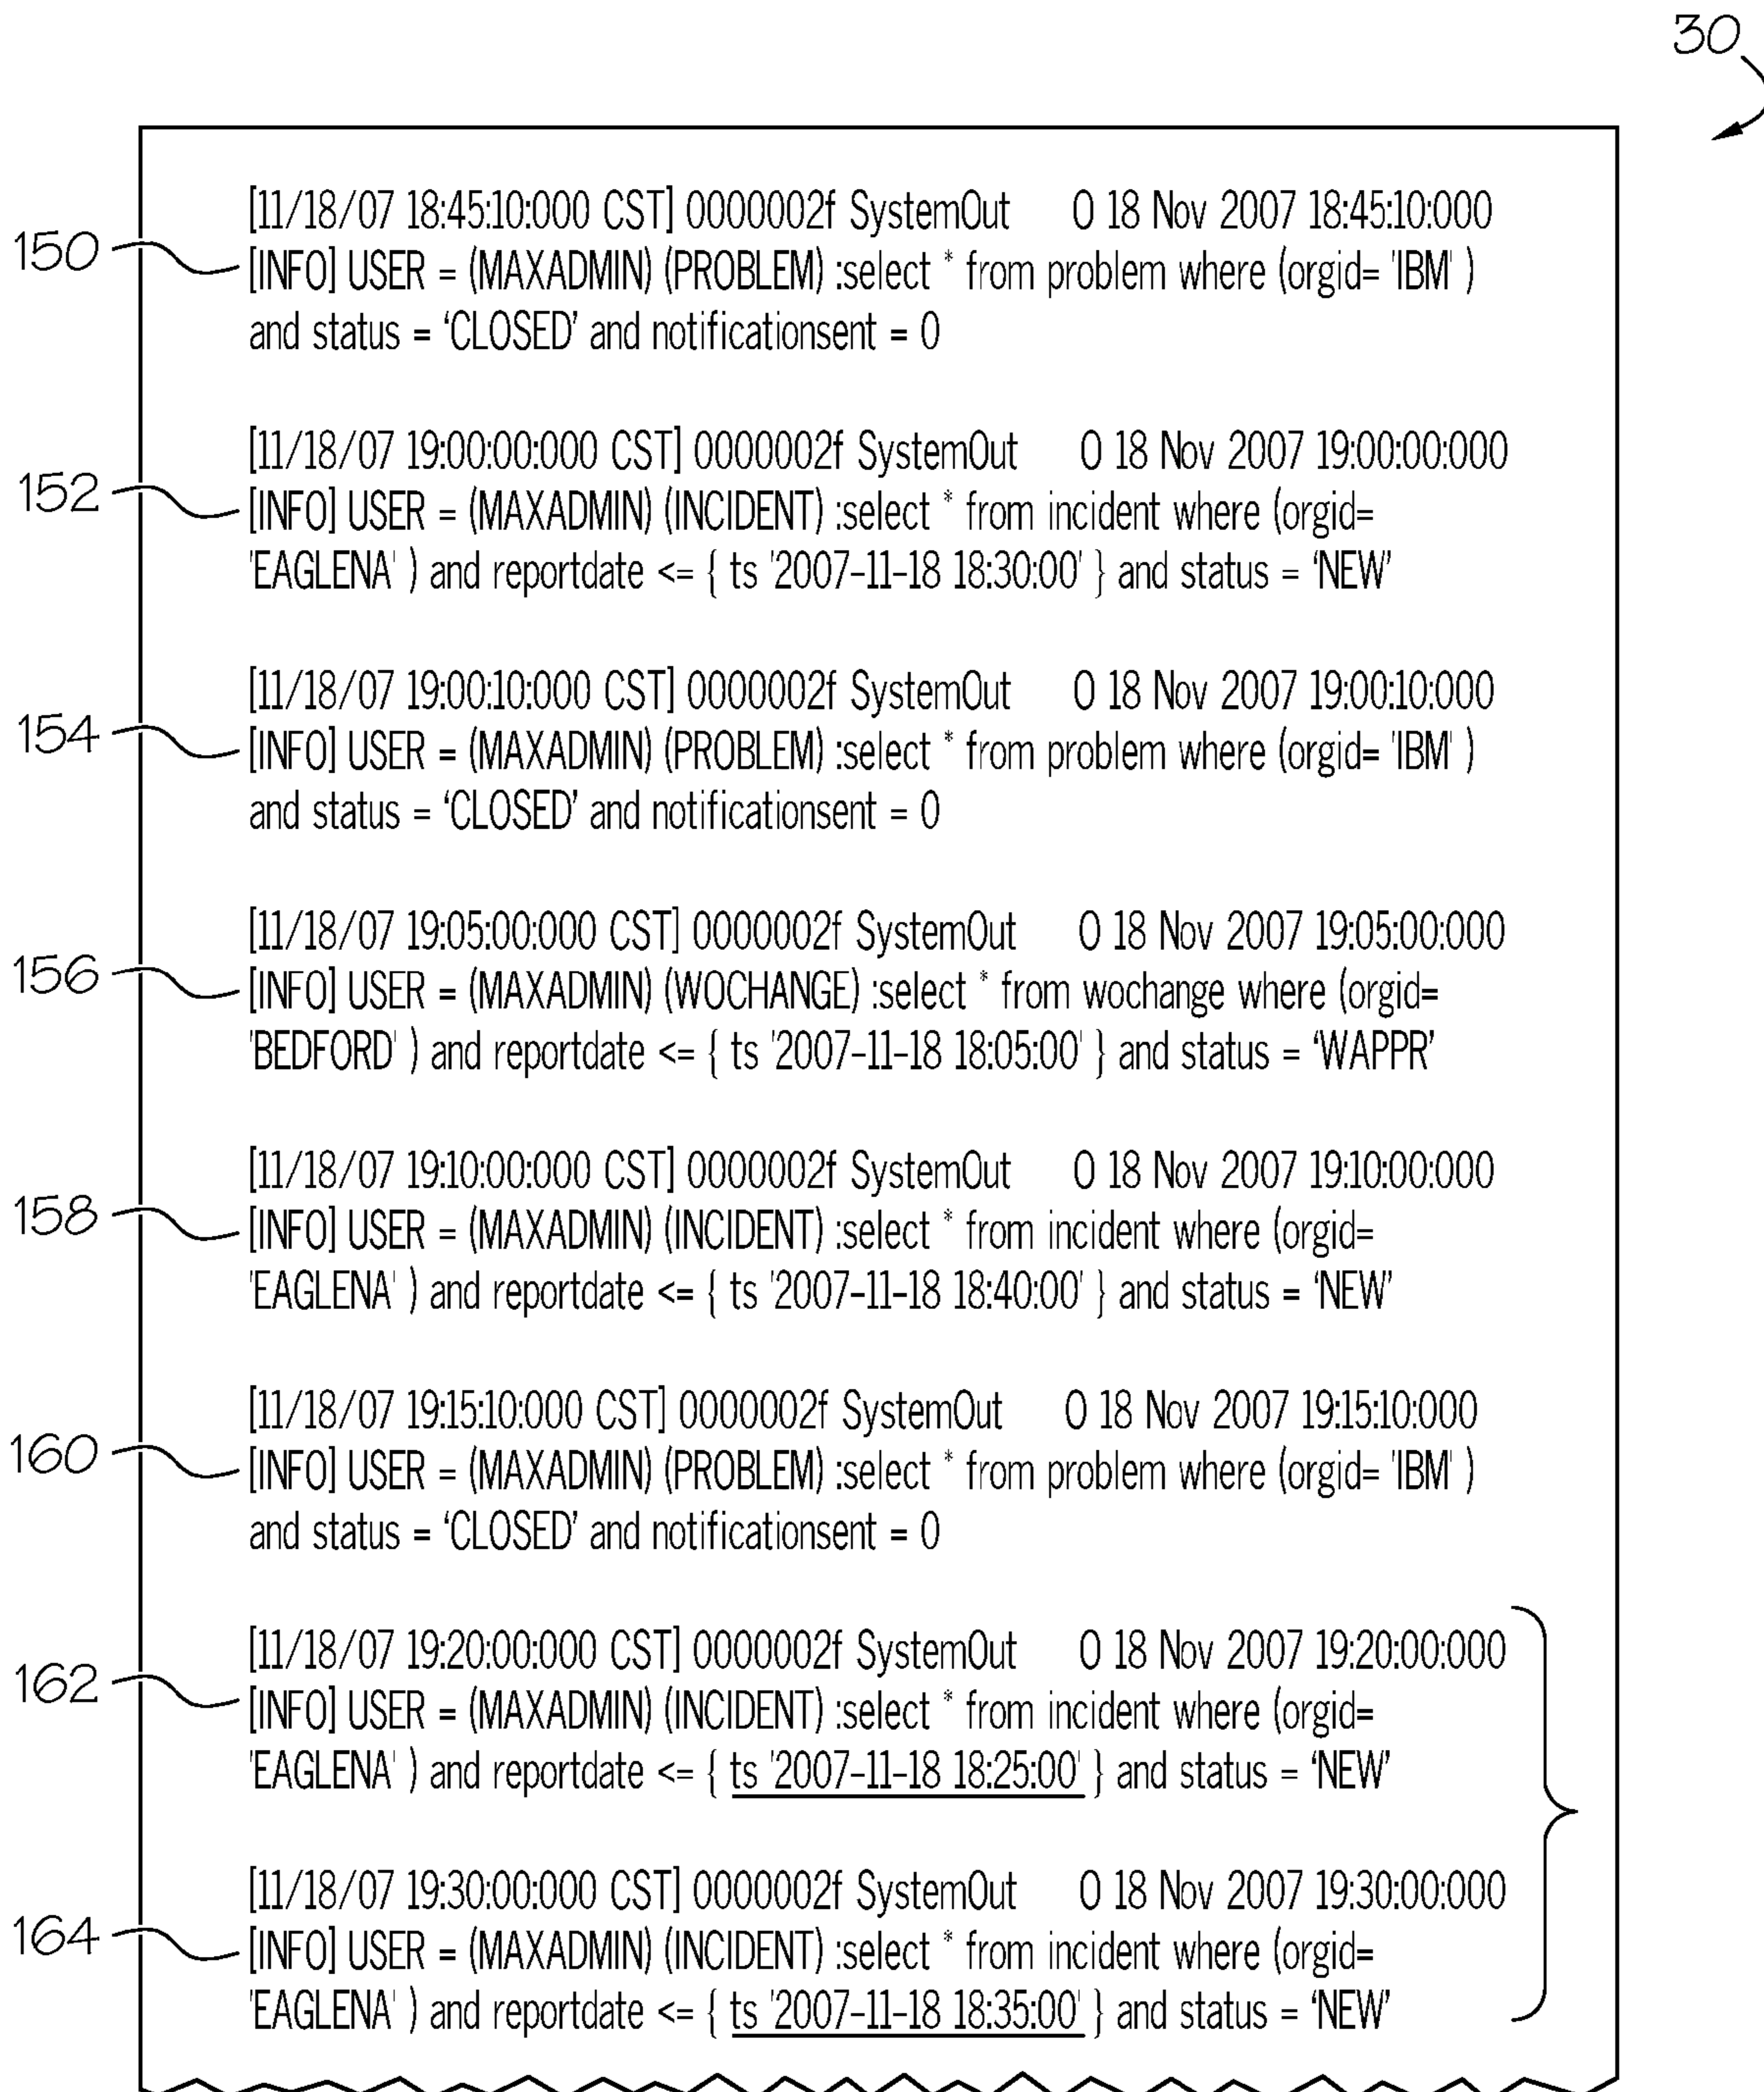 30
[11/18/07 18:45:10:000 CST] 0000002f SystemOut O 18 Nov 2007 18:45:10:000
150 [INFO] USER = (MAXADMIN) (PROBLEM) :select * from problem where (orgid= 'IBM' )
and status = ‘CLOSED’ and notificationsent = 0
[11/18/07 19:00:00:000 CST] 0000002f SystemOut O 18 Nov 2007 19:00:00:000
152 [INFO] USER = (MAXADMIN) (INCIDENT) :select * from incident where (orgid=
'EAGLENA' ) and reportdate <= { ts '2007-11-18 18:30:00' } and status = ‘NEW’
[11/18/07 19:00:10:000 CST] 0000002f SystemOut O 18 Nov 2007 19:00:10:000
154 [INFO] USER = (MAXADMIN) (PROBLEM) :select * from problem where (orgid= 'IBM' )
and status = ‘CLOSED’ and notificationsent = 0
[11/18/07 19:05:00:000 CST] 0000002f SystemOut O 18 Nov 2007 19:05:00:000
156 [INFO] USER = (MAXADMIN) (WOCHANGE) :select * from wochange where (orgid=
'BEDFORD' ) and reportdate <= { ts '2007-11-18 18:05:00' } and status = ‘WAPPR’
[11/18/07 19:10:00:000 CST] 0000002f SystemOut O 18 Nov 2007 19:10:00:000
158 [INFO] USER = (MAXADMIN) (INCIDENT) :select * from incident where (orgid=
'EAGLENA' ) and reportdate <= { ts '2007-11-18 18:40:00' } and status = ‘NEW’
[11/18/07 19:15:10:000 CST] 0000002f SystemOut O 18 Nov 2007 19:15:10:000
160 [INFO] USER = (MAXADMIN) (PROBLEM) :select * from problem where (orgid= 'IBM' )
and status = ‘CLOSED’ and notificationsent = 0
[11/18/07 19:20:00:000 CST] 0000002f SystemOut O 18 Nov 2007 19:20:00:000
162 [INFO] USER = (MAXADMIN) (INCIDENT) :select * from incident where (orgid=
'EAGLENA' ) and reportdate <= { ts '2007-11-18 18:25:00' } and status = ‘NEW’
[11/18/07 19:30:00:000 CST] 0000002f SystemOut O 18 Nov 2007 19:30:00:000
164 [INFO] USER = (MAXADMIN) (INCIDENT) :select * from incident where (orgid=
'EAGLENA' ) and reportdate <= { ts '2007-11-18 18:35:00' } and status = ‘NEW’